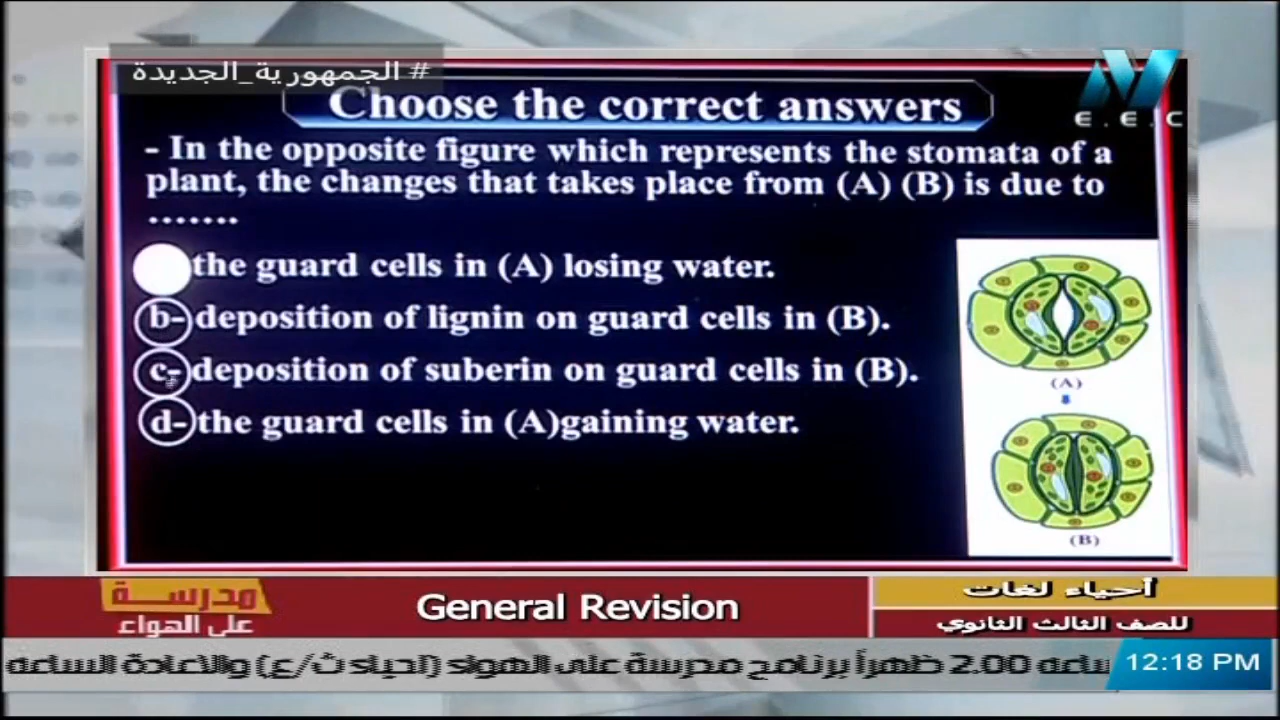 # الجمهورية_الجديدة
Choose the correct answers
E.E.C
- In the opposite figure which represents the stomata of a
plant, the changes that takes place from (A) (B) is due to
.......
the guard cells in (A) losing water.
b- deposition of lignin on guard cells in (B).
c- deposition of suberin on guard cells in (B).
d- the guard cells in (A)gaining water.
(A)
(B)
مدرسة
على الهواء
General Revision
أحياء لغات
للصف الثالث الثانوي
ساعه 2.00 ظهراً برنامج مدرسة على الهواء (احياء ث/ع) والاعادة الساعه
12:18 PM